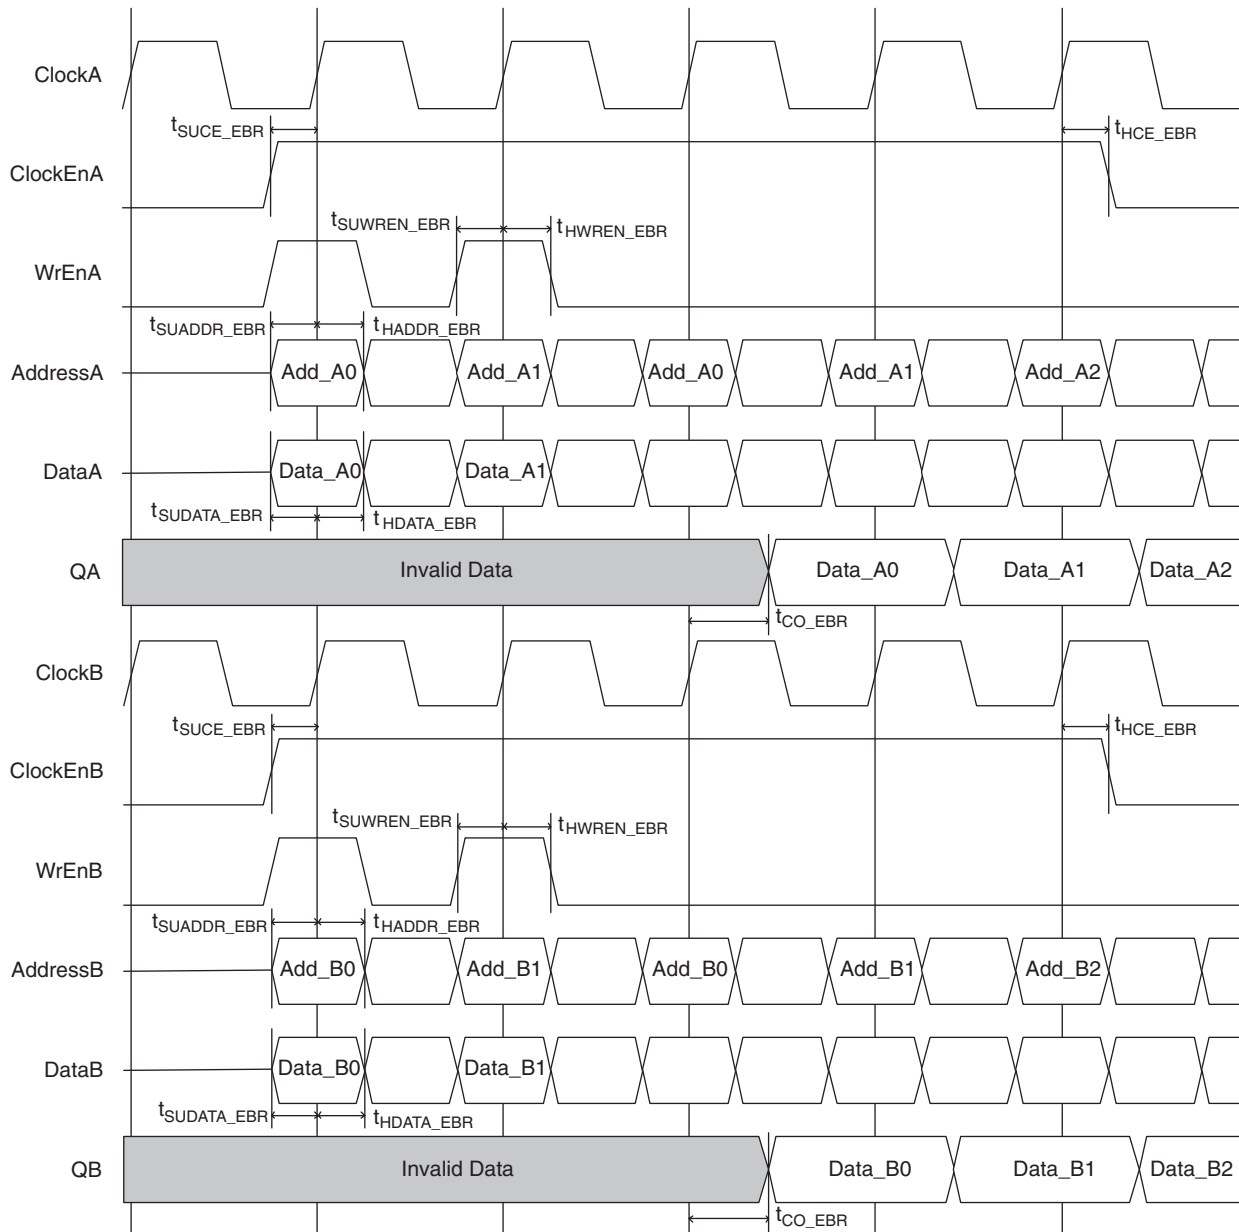 ClockA
tSUCE_EBR
tHCE_EBR
ClockEnA
tSUWREN_EBR
tHWREN_EBR
WrEnA
tSUADDR_EBR
tHADDR_EBR
AddressA
Add_A0
Add_A1
Add_A0
Add_A1
Add_A2
DataA
Data_A0
Data_A1
tSUDATA_EBR
tHDATA_EBR
QA
Invalid Data
Data_A0
Data_A1
Data_A2
tCO_EBR
ClockB
tSUCE_EBR
tHCE_EBR
ClockEnB
tSUWREN_EBR
tHWREN_EBR
WrEnB
tSUADDR_EBR
tHADDR_EBR
AddressB
Add_B0
Add_B1
Add_B0
Add_B1
Add_B2
DataB
Data_B0
Data_B1
tSUDATA_EBR
tHDATA_EBR
QB
Invalid Data
Data_B0
Data_B1
Data_B2
tCO_EBR